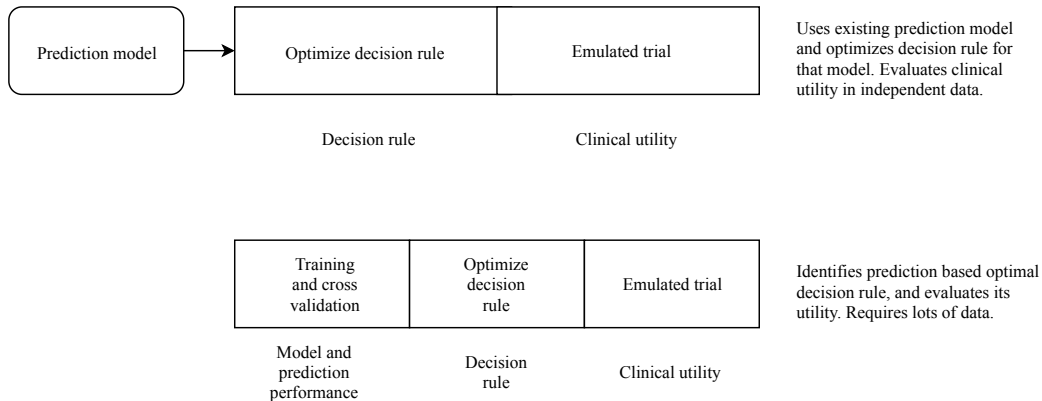 Prediction model
Optimize decision rule
Emulated trial
Uses existing prediction model
and optimizes decision rule for
that model. Evaluates clinical
utility in independent data.
Decision rule
Clinical utility
Training
and cross
validation
Optimize
decision
rule
Emulated trial
Identifies prediction based optimal
decision rule, and evaluates its
utility. Requires lots of data.
Model and
prediction
performance
Decision
rule
Clinical utility